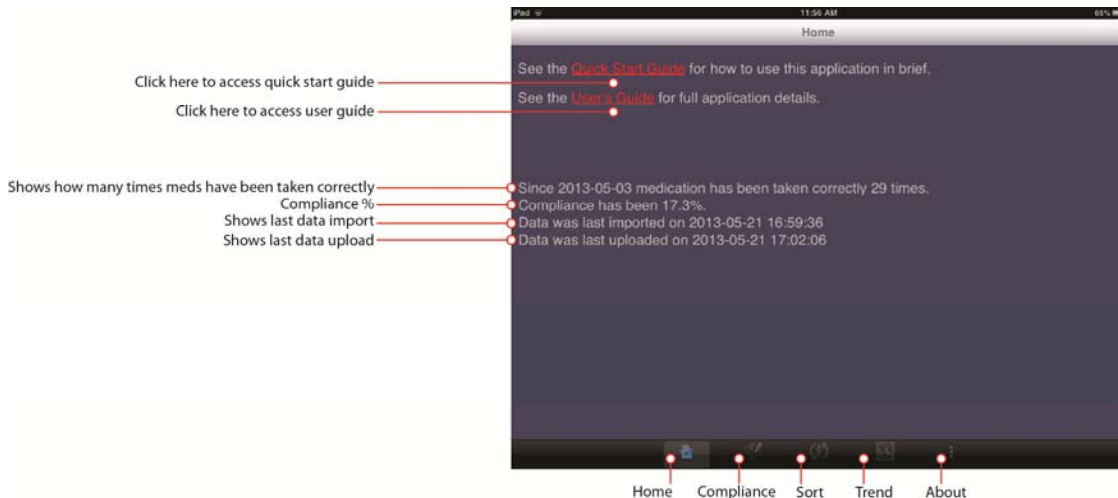 iPad 11:56 AM 65%
Home
See the Quick Start Guide for how to use this application in brief.
Click here to access quick start guide
See the User's Guide for full application details.
Click here to access user guide
Shows how many times meds have been taken correctly
Since 2013-05-03 medication has been taken correctly 29 times.
Compliance %
Compliance has been 17.3%.
Shows last data import
Data was last imported on 2013-05-21 16:59:36
Shows last data upload
Data was last uploaded on 2013-05-21 17:02:06
Home Compliance Sort Trend About